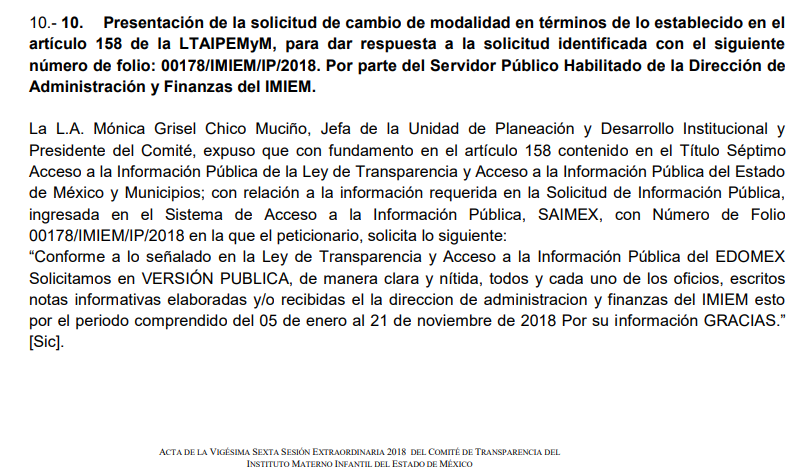 10.- 10. Presentación de la solicitud de cambio de modalidad en términos de lo establecido en el
artículo 158 de la LTAIPEMyM, para dar respuesta a la solicitud identificada con el siguiente
número de folio: 00178/IMIEM/IP/2018. Por parte del Servidor Público Habilitado de la Dirección de
Administración y Finanzas del IMIEM.
La L.A. Mónica Grisel Chico Muciño, Jefa de la Unidad de Planeación y Desarrollo Institucional y
Presidente del Comité, expuso que con fundamento en el artículo 158 contenido en el Título Séptimo
Acceso a la Información Pública de la Ley de Transparencia y Acceso a la Información Pública del Estado
de México y Municipios; con relación a la información requerida en la Solicitud de Información Pública,
ingresada en el Sistema de Acceso a la Información Pública, SAIMEX, con Número de Folio
00178/IMIEM/IP/2018 en la que el peticionario, solicita lo siguiente:
“Conforme a lo señalado en la Ley de Transparencia y Acceso a la Información Pública del EDOMEX
Solicitamos en VERSIÓN PUBLICA, de manera clara y nítida, todos y cada uno de los oficios, escritos
notas informativas elaboradas y/o recibidas el la direccion de administracion y finanzas del IMIEM esto
por el periodo comprendido del 05 de enero al 21 de noviembre de 2018 Por su información GRACIAS.”
[Sic].
ACTA DE LA VIGÉSIMA SEXTA SESIÓN EXTRAORDINARIA 2018 DEL COMITÉ DE TRANSPARENCIA DEL
INSTITUTO MATERNO INFANTIL DEL ESTADO DE MÉXICO